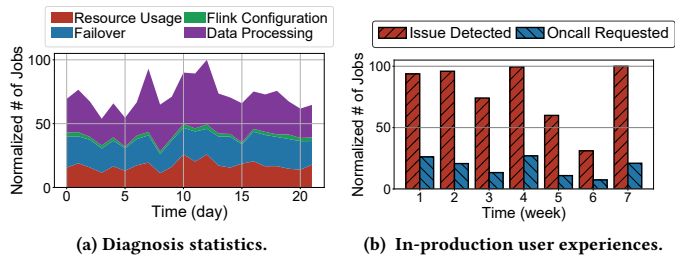 Resource Usage Flink Configuration
Failover Data Processing
Normalized # of Jobs
100
50
0
0 5 10 15 20
Time (day)
(a) Diagnosis statistics.
Issue Detected Oncall Requested
Normalized # of Jobs
100
50
0
1 2 3 4 5 6 7
Time (week)
(b) In-production user experiences.